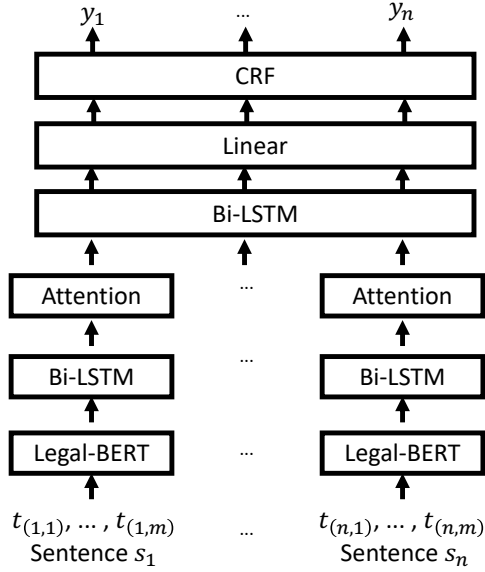 y₁ ... yₙ
CRF
Linear
Bi-LSTM
Attention ... Attention
Bi-LSTM ... Bi-LSTM
Legal-BERT ... Legal-BERT
t₍₁,₁₎, ... , t₍₁,ₘ₎ ... t₍ₙ,₁₎, ... , t₍ₙ,ₘ₎
Sentence s₁ Sentence sₙ